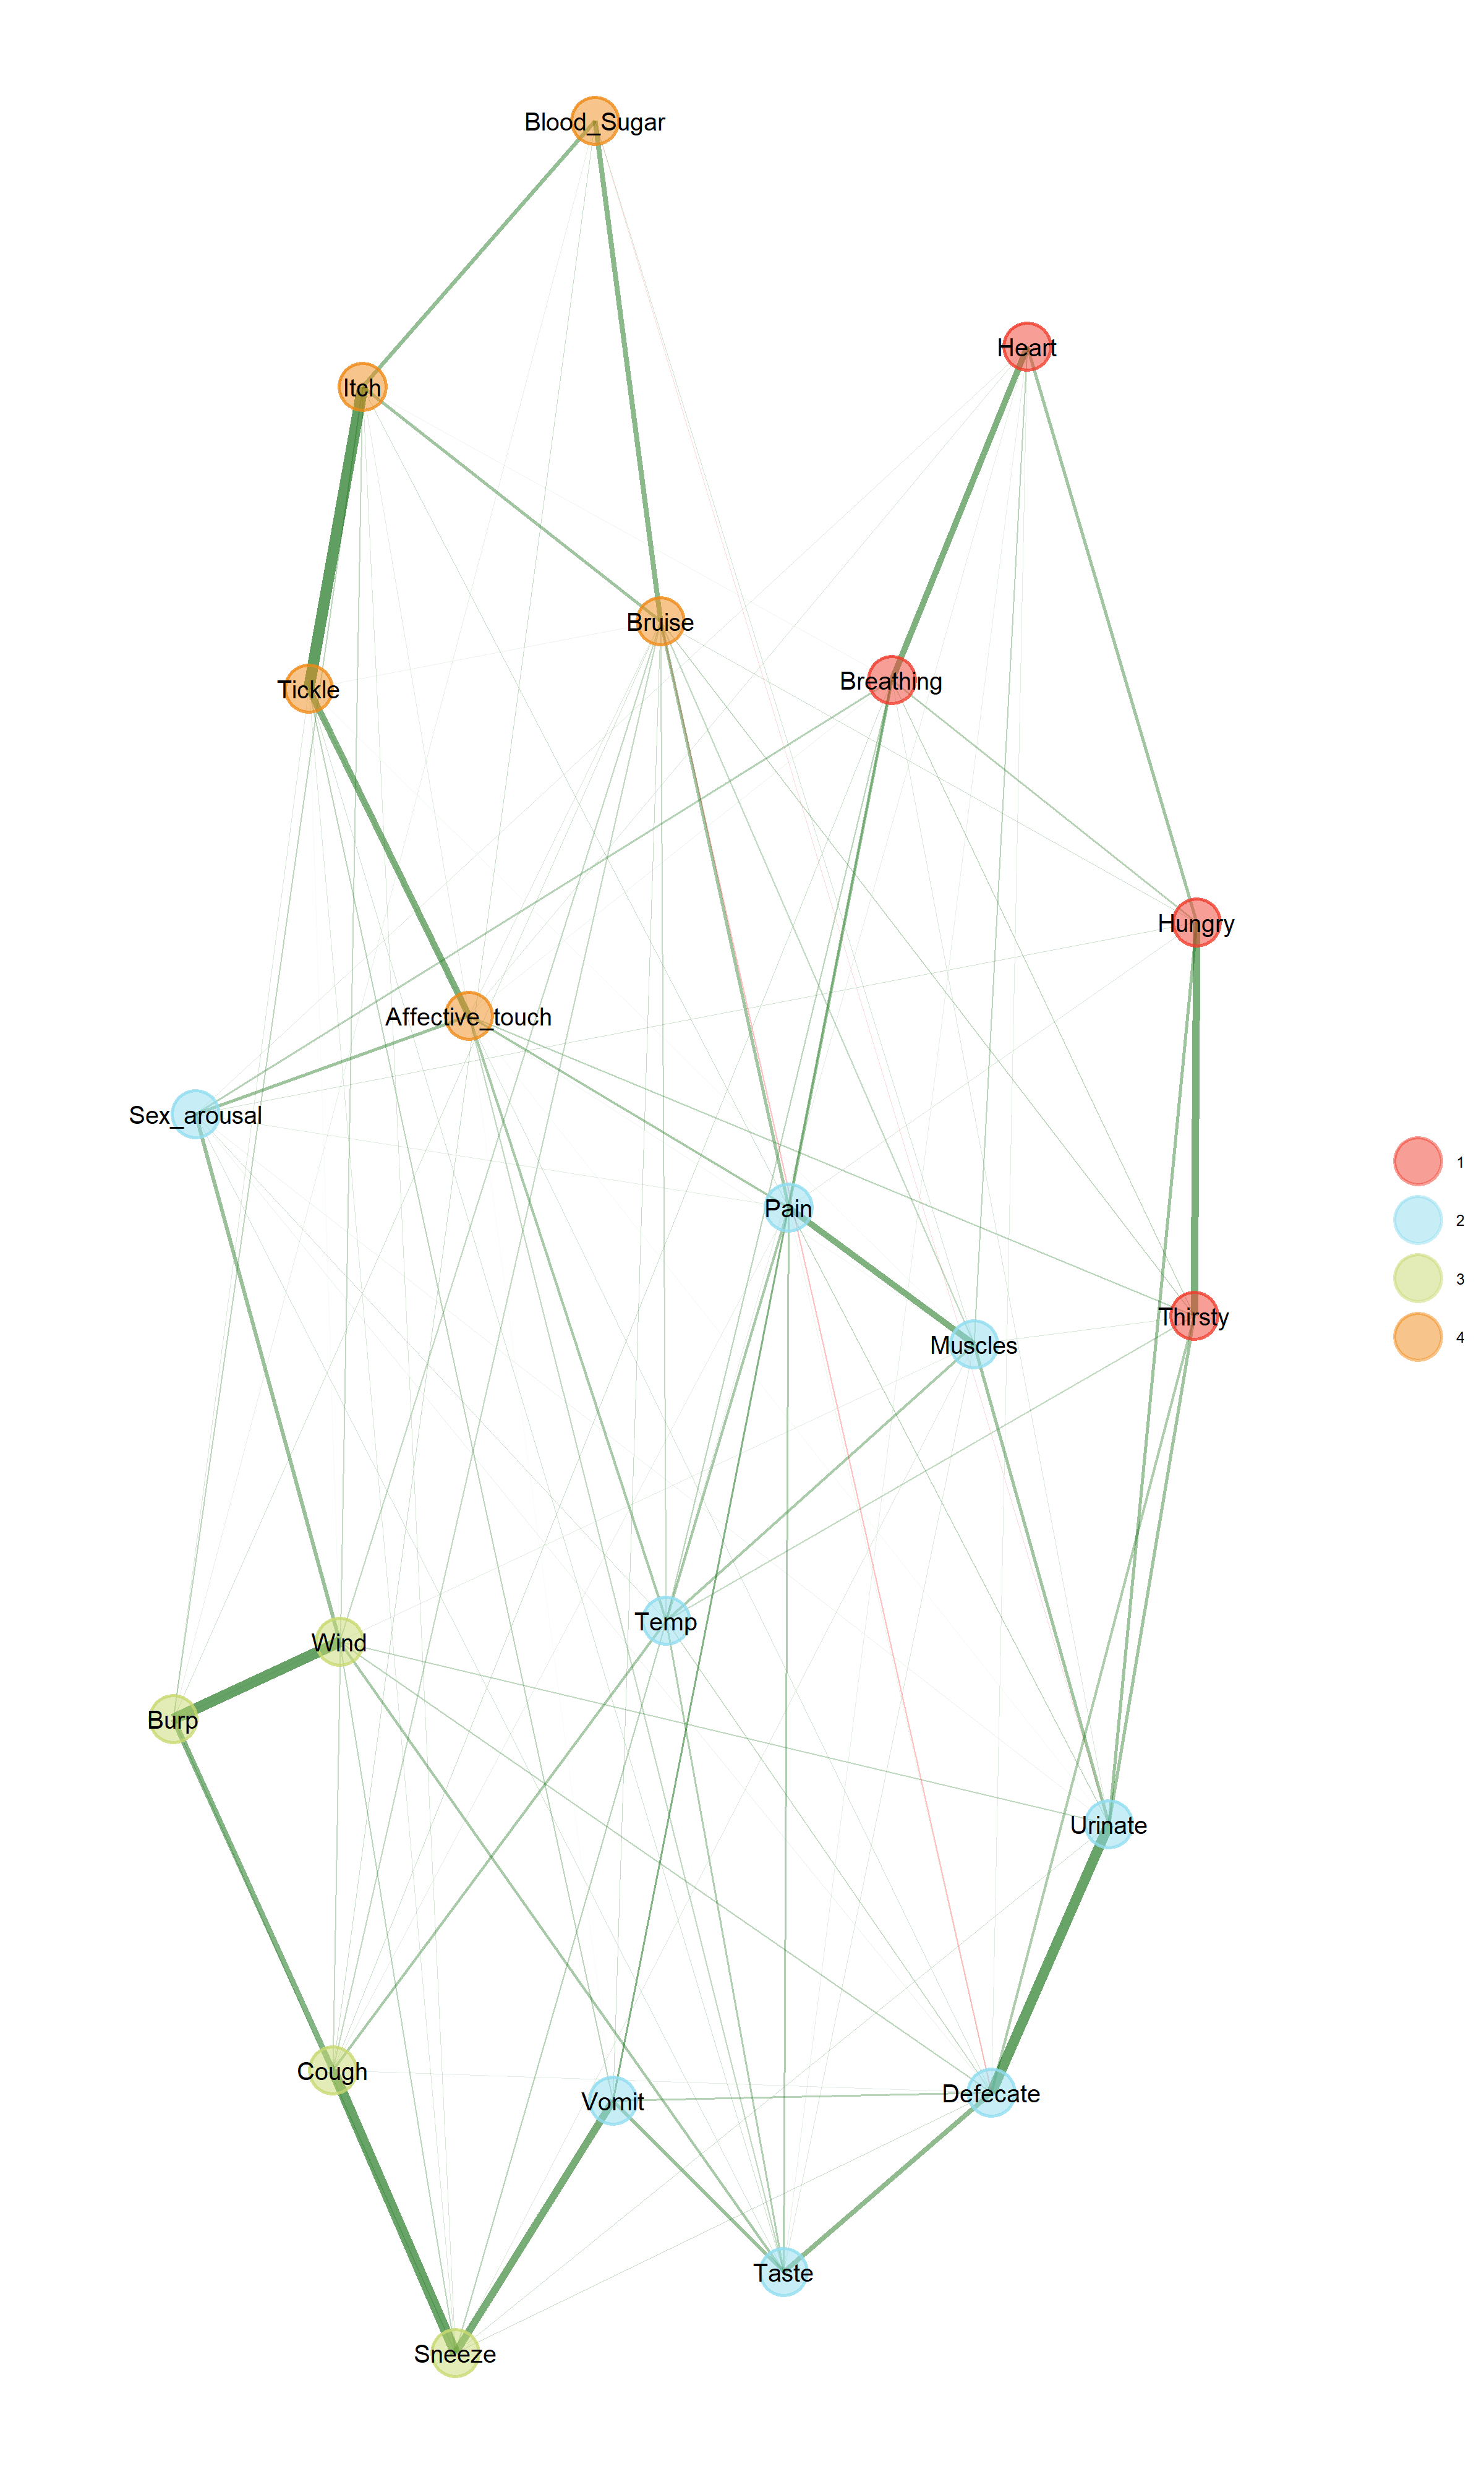 Blood_Sugar
Heart
Itch
Bruise
Breathing
Tickle
Hungry
Affective_touch
Sex_arousal
Pain
Thirsty
Muscles
Temp
Wind
Burp
Urinate
Cough
Vomit
Defecate
Taste
Sneeze
1
2
3
4